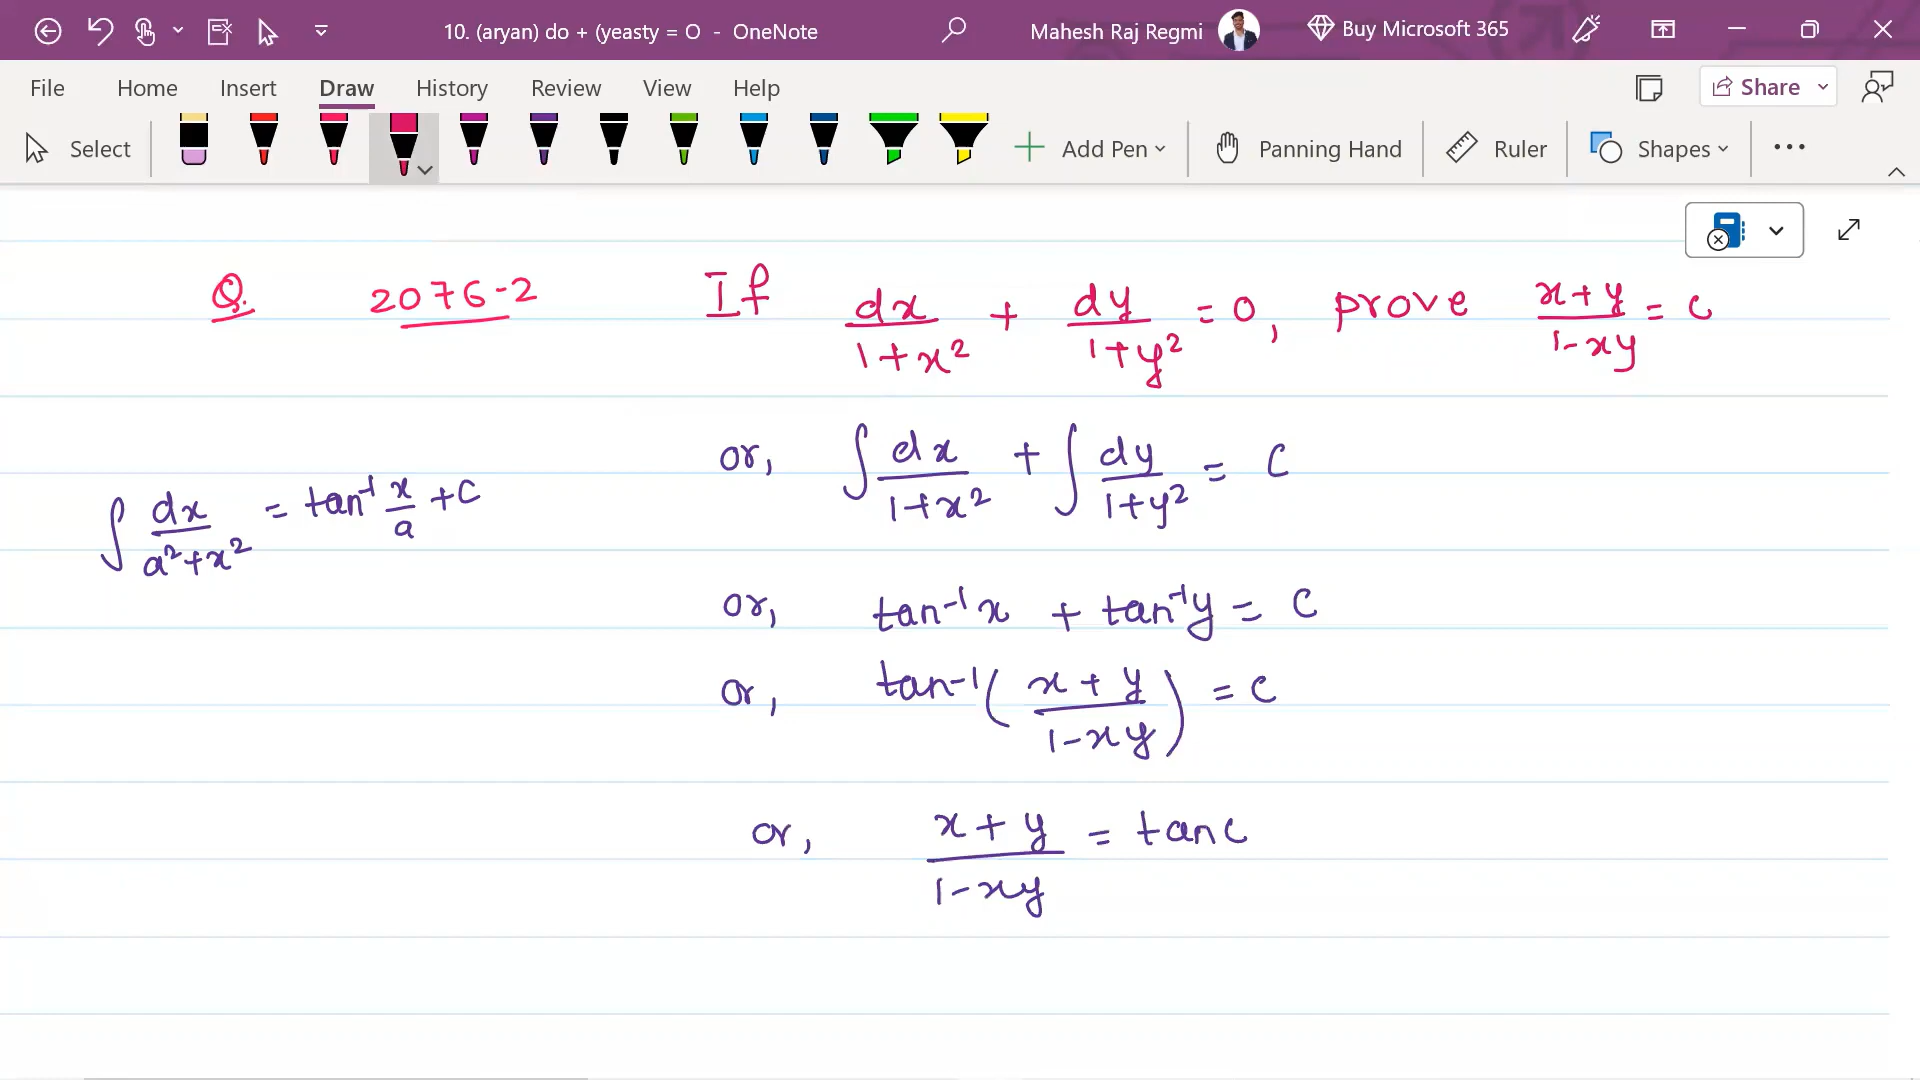 10. (aryan) do + (yeasty = O - OneNote
Mahesh Raj Regmi
Buy Microsoft 365
File Home Insert Draw History Review View Help
Share
Select
Add Pen
Panning Hand
Ruler
Shapes
Q. 2076-2 If dx/(1+x²) + dy/(1+y²) = 0, prove (x+y)/(1-xy) = c
or, ∫dx/(1+x²) + ∫dy/(1+y²) = c
∫dx/(a²+x²) = tan⁻¹ x/a + c
or, tan⁻¹x + tan⁻¹y = c
or, tan⁻¹((x+y)/(1-xy)) = c
or, (x+y)/(1-xy) = tanc